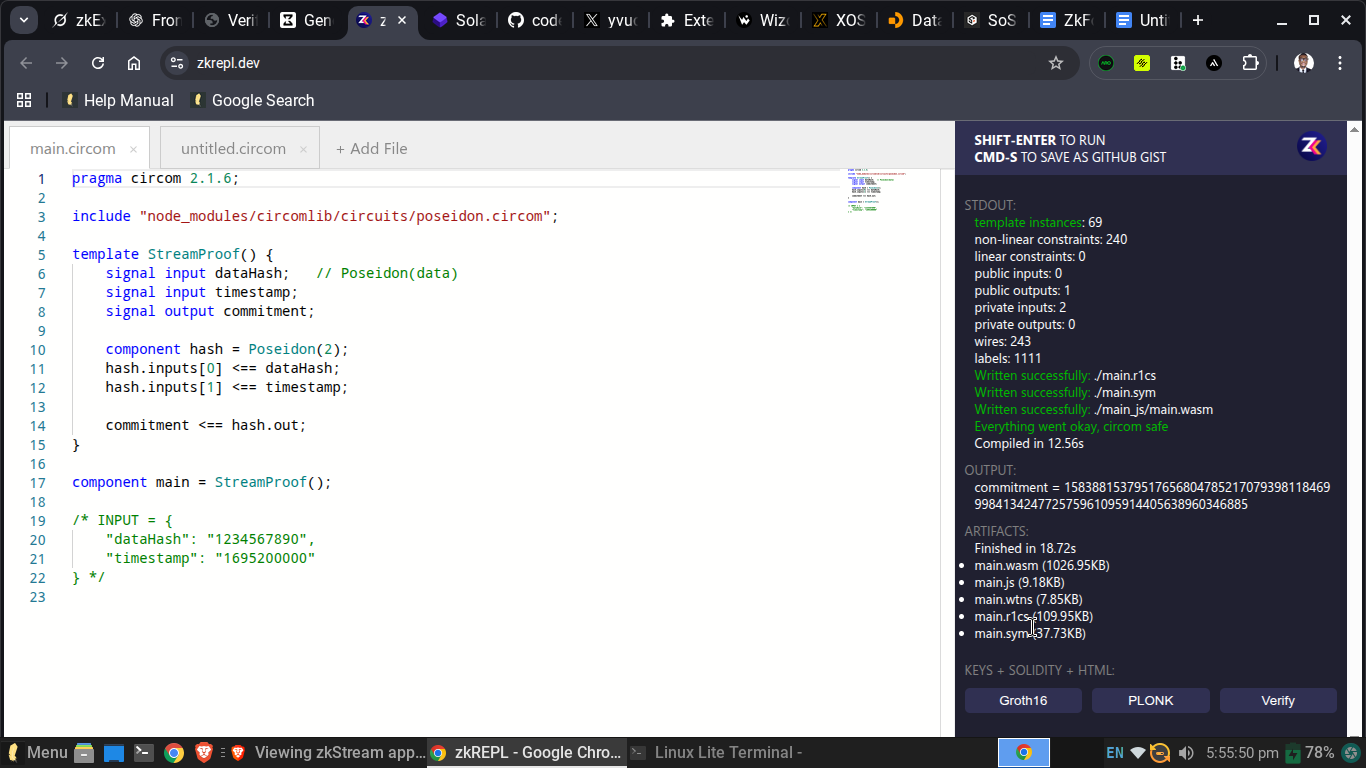 zkEx
Fron
Verif
Gene
z
Sola
code
yvuc
Exte
Wizc
XOS
Data
SoS
ZkFo
Unti
zkrepl.dev
Help Manual
Google Search
main.circom ×
untitled.circom ×
+ Add File
1 pragma circom 2.1.6;
2
3 include "node_modules/circomlib/circuits/poseidon.circom";
4
5 template StreamProof() {
6 signal input dataHash; // Poseidon(data)
7 signal input timestamp;
8 signal output commitment;
9
10 component hash = Poseidon(2);
11 hash.inputs[0] <== dataHash;
12 hash.inputs[1] <== timestamp;
13
14 commitment <== hash.out;
15 }
16
17 component main = StreamProof();
18
19 /* INPUT = {
20 "dataHash": "1234567890",
21 "timestamp": "1695200000"
22 } */
23
SHIFT-ENTER TO RUN
CMD-S TO SAVE AS GITHUB GIST
STDOUT:
template instances: 69
non-linear constraints: 240
linear constraints: 0
public inputs: 0
public outputs: 1
private inputs: 2
private outputs: 0
wires: 243
labels: 1111
Written successfully: ./main.r1cs
Written successfully: ./main.sym
Written successfully: ./main_js/main.wasm
Everything went okay, circom safe
Compiled in 12.56s
OUTPUT:
commitment = 15838815379517656804785217079398118469
99841342477257596109591440563896034​6885
ARTIFACTS:
Finished in 18.72s
main.wasm (1026.95KB)
main.js (9.18KB)
main.wtns (7.85KB)
main.r1cs (109.95KB)
main.sym (37.73KB)
KEYS + SOLIDITY + HTML:
Groth16
PLONK
Verify
Menu
Viewing zkStream app...
zkREPL - Google Chro...
Linux Lite Terminal -
EN
5:55:50 pm
78%